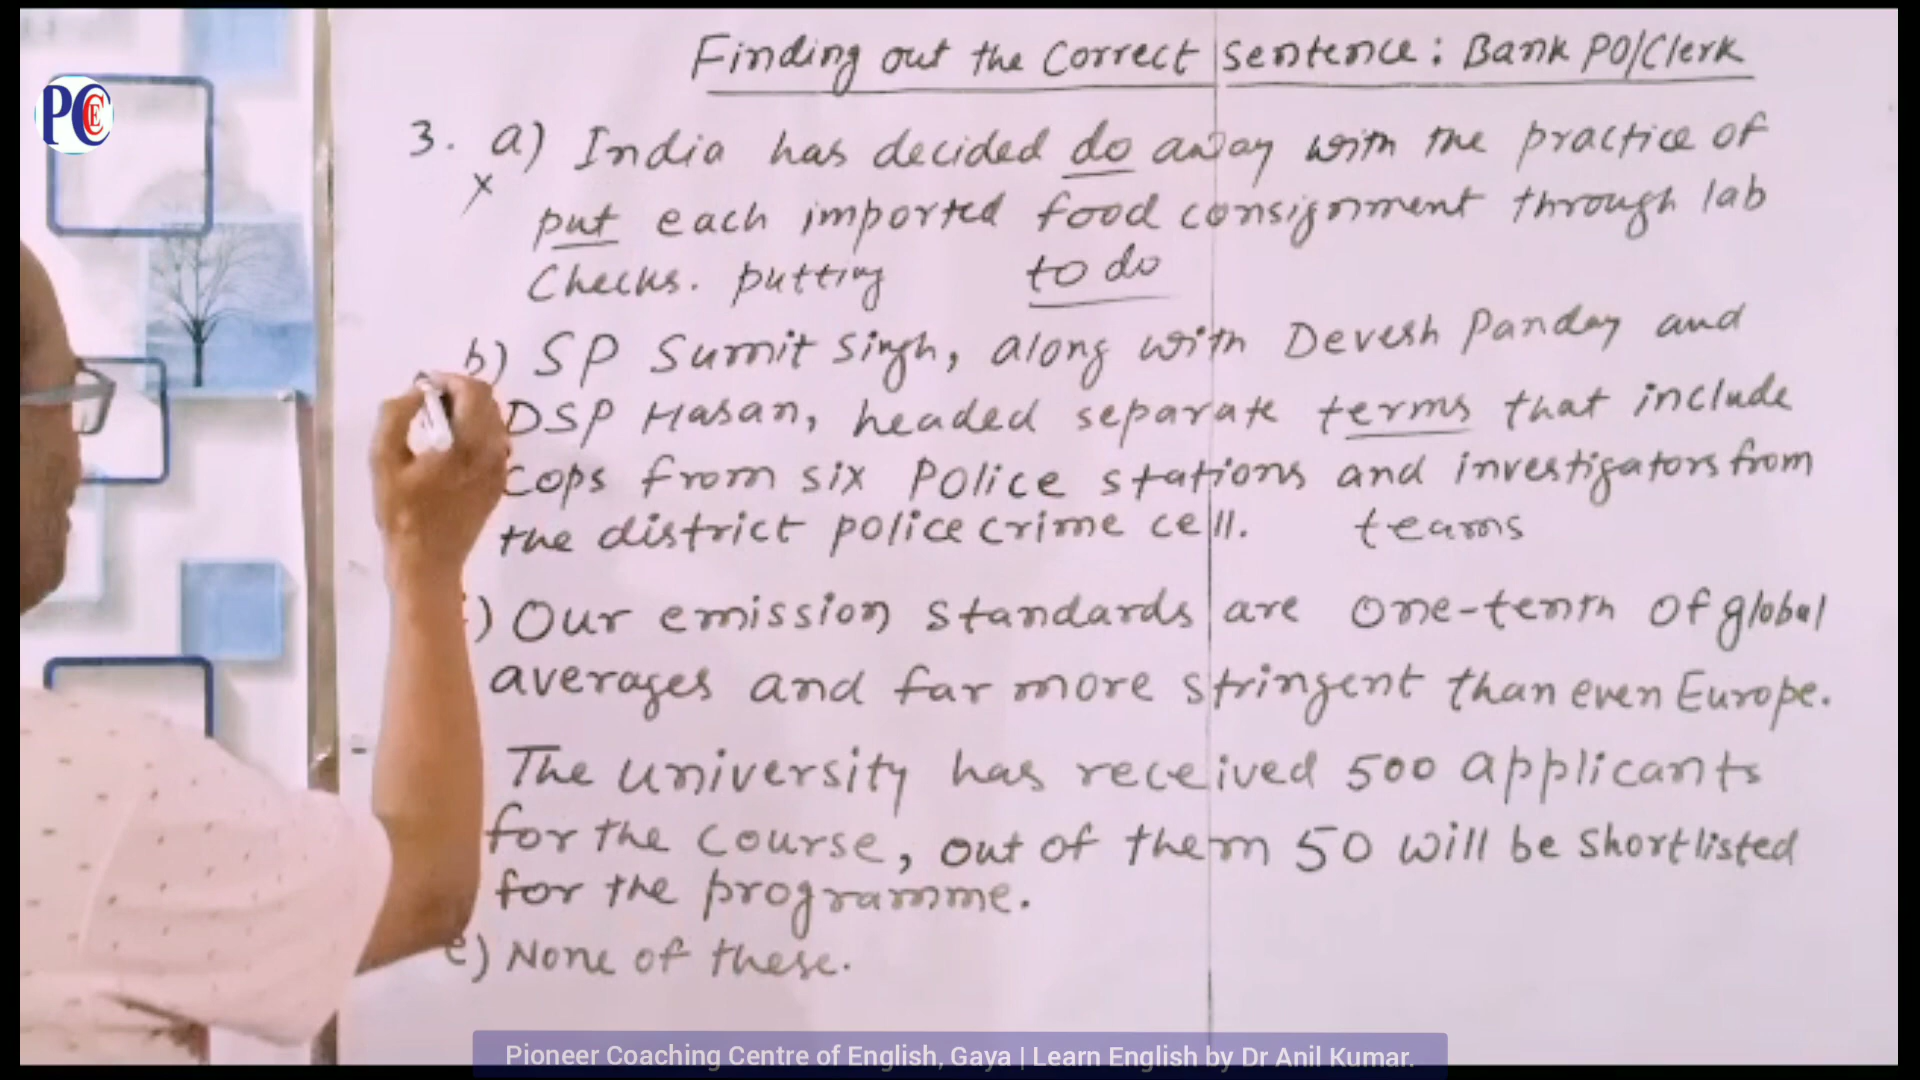 Finding out the Correct Sentence: Bank PO/Clerk
PCEC
3. a) India has decided do away with the practice of
x
put each imported food consignment through lab
Checks. putting to do
b) SP Sumit Singh, along with Devesh Panday and
DSP Hasan, headed separate terms that include
cops from six Police stations and investigators from
the district police crime cell. teams
) Our emission standards are one-tenth of global
averages and far more stringent than even Europe.
The university has received 500 applicants
for the course, out of them 50 will be shortlisted
for the programme.
e) None of these.
Pioneer Coaching Centre of English, Gaya | Learn English by Dr Anil Kumar.